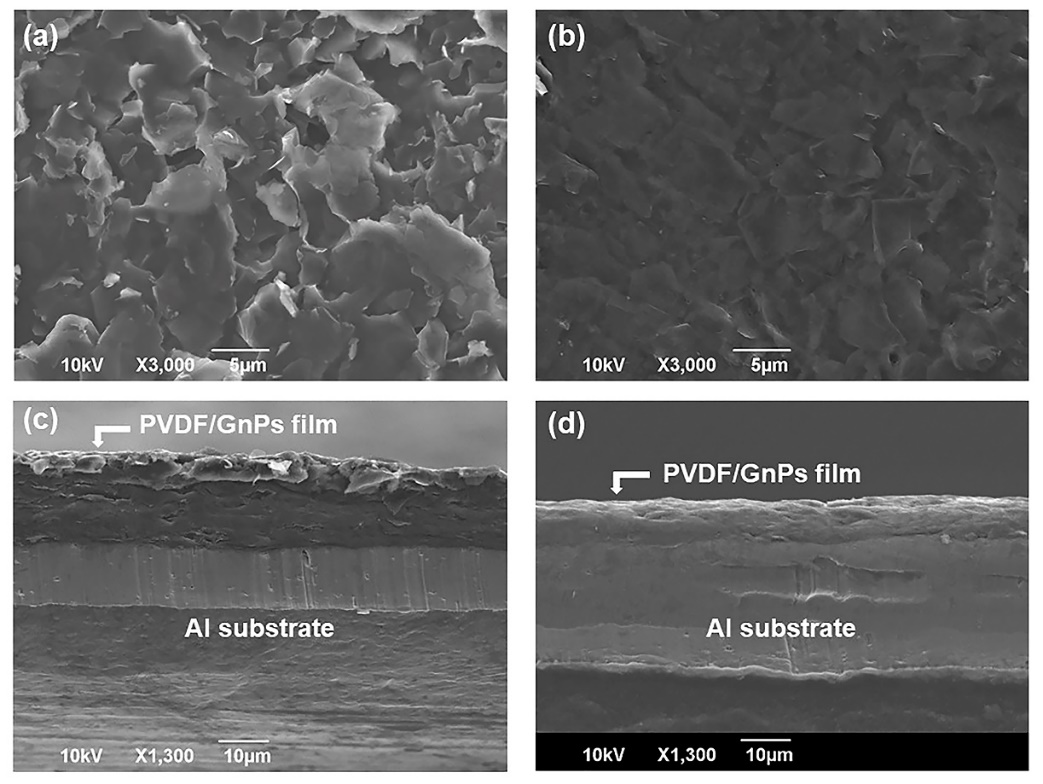 (a)
10kV X3,000 5μm
(b)
10kV X3,000 5μm
(c)
PVDF/GnPs film
Al substrate
10kV X1,300 10μm
(d)
PVDF/GnPs film
Al substrate
10kV X1,300 10μm